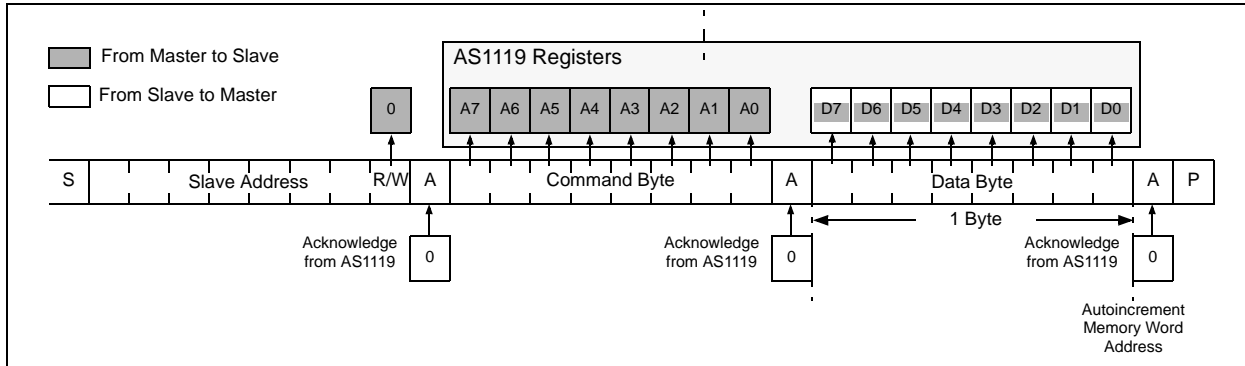 From Master to Slave
From Slave to Master
AS1119 Registers
0
A7 A6 A5 A4 A3 A2 A1 A0
D7 D6 D5 D4 D3 D2 D1 D0
S Slave Address R/W A Command Byte A Data Byte A P
1 Byte
Acknowledge
from AS1119
0
Acknowledge
from AS1119
0
Acknowledge
from AS1119
0
Autoincrement
Memory Word
Address